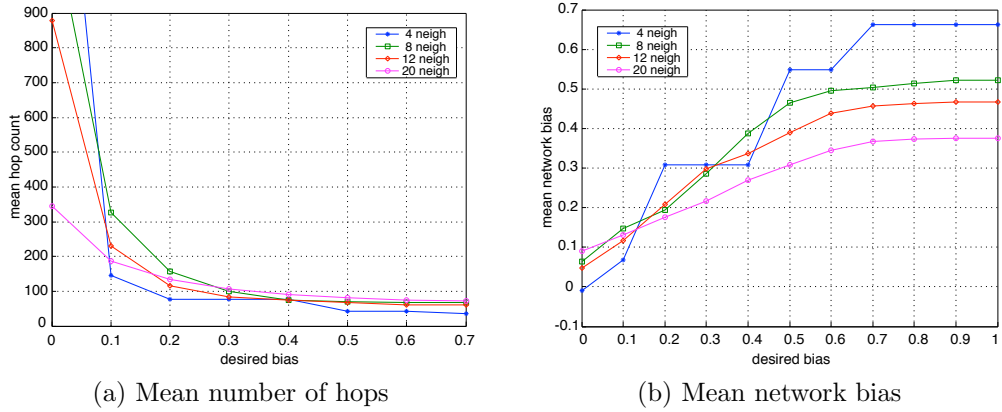 900
800
700
600
500
400
300
200
100
0
mean hop count
0 0.1 0.2 0.3 0.4 0.5 0.6 0.7
desired bias
4 neigh
8 neigh
12 neigh
20 neigh
(a) Mean number of hops
0.7
0.6
0.5
0.4
0.3
0.2
0.1
0
-0.1
mean network bias
0 0.1 0.2 0.3 0.4 0.5 0.6 0.7 0.8 0.9 1
desired bias
4 neigh
8 neigh
12 neigh
20 neigh
(b) Mean network bias